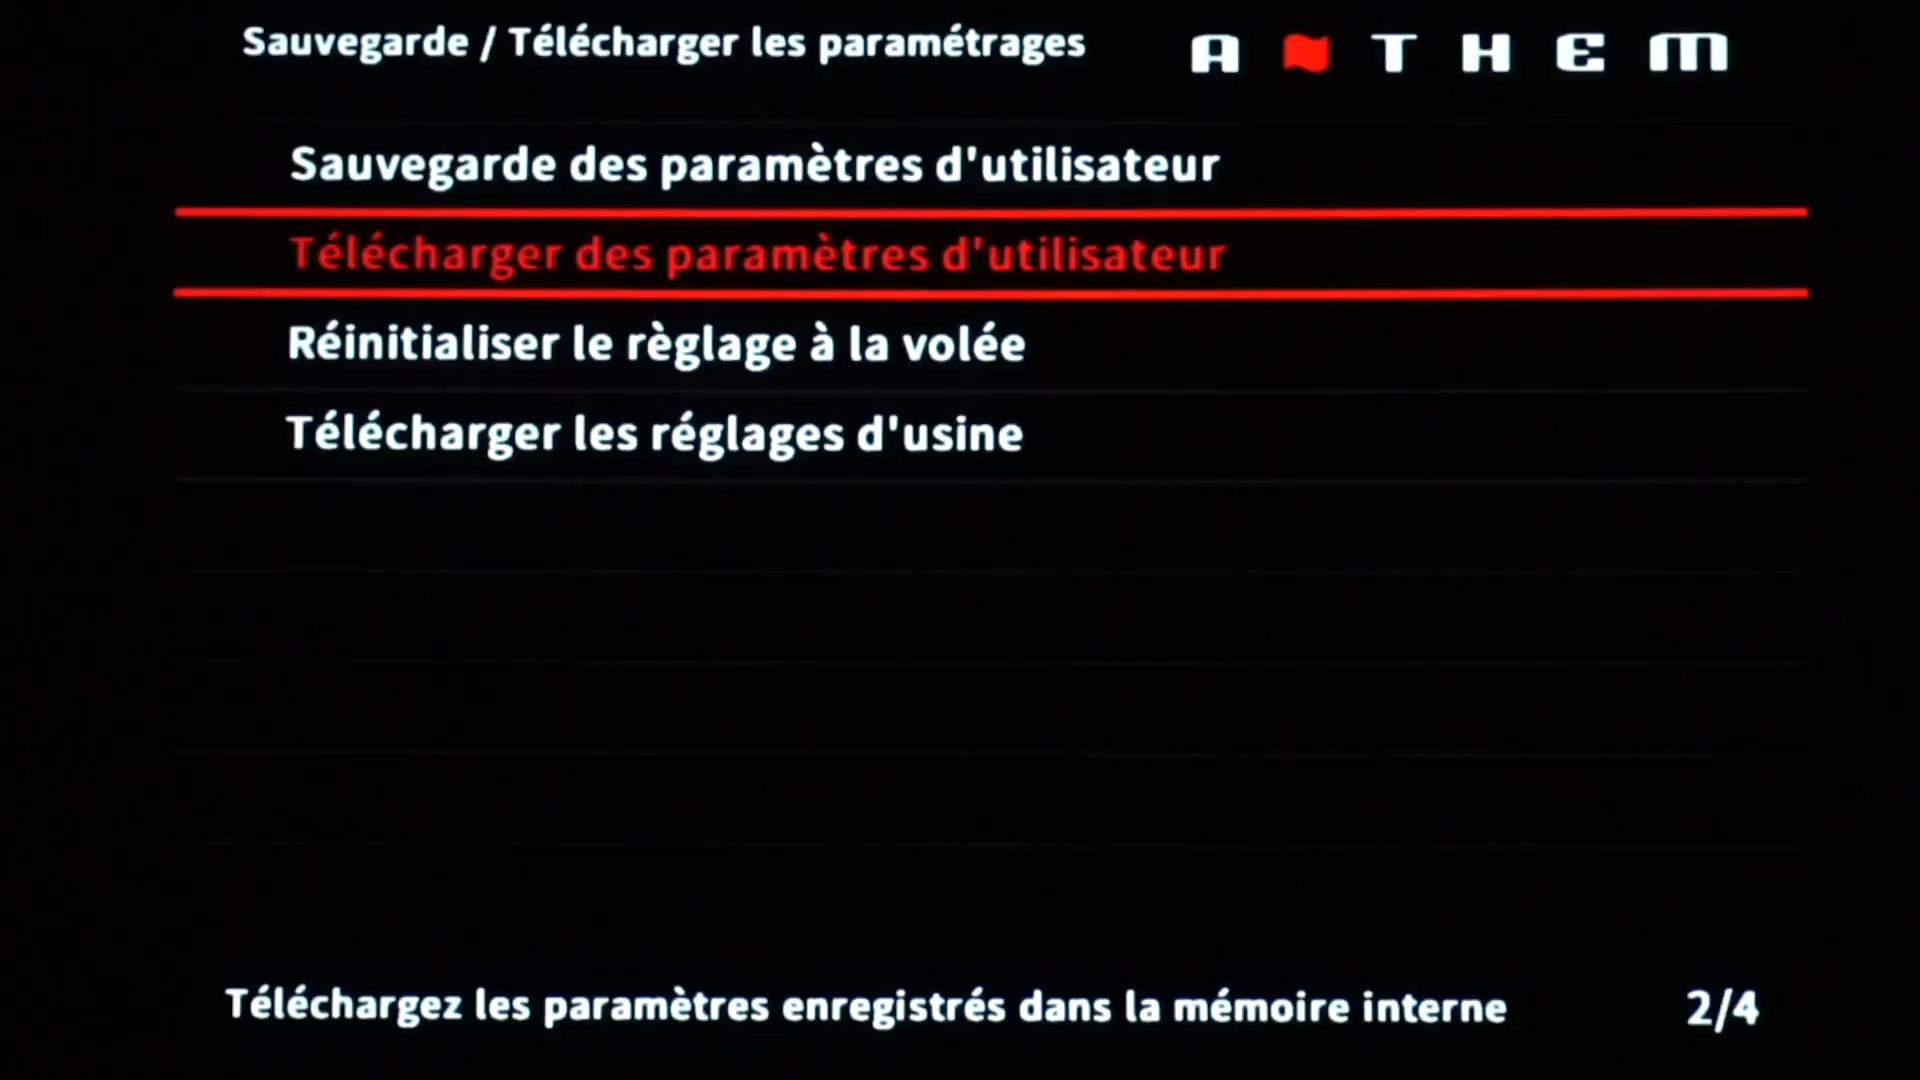 Sauvegarde / Télécharger les paramétrages
A~THEM
Sauvegarde des paramètres d'utilisateur
Télécharger des paramètres d'utilisateur
Réinitialiser le règlage à la volée
Télécharger les réglages d'usine
Téléchargez les paramètres enregistrés dans la mémoire interne 2/4